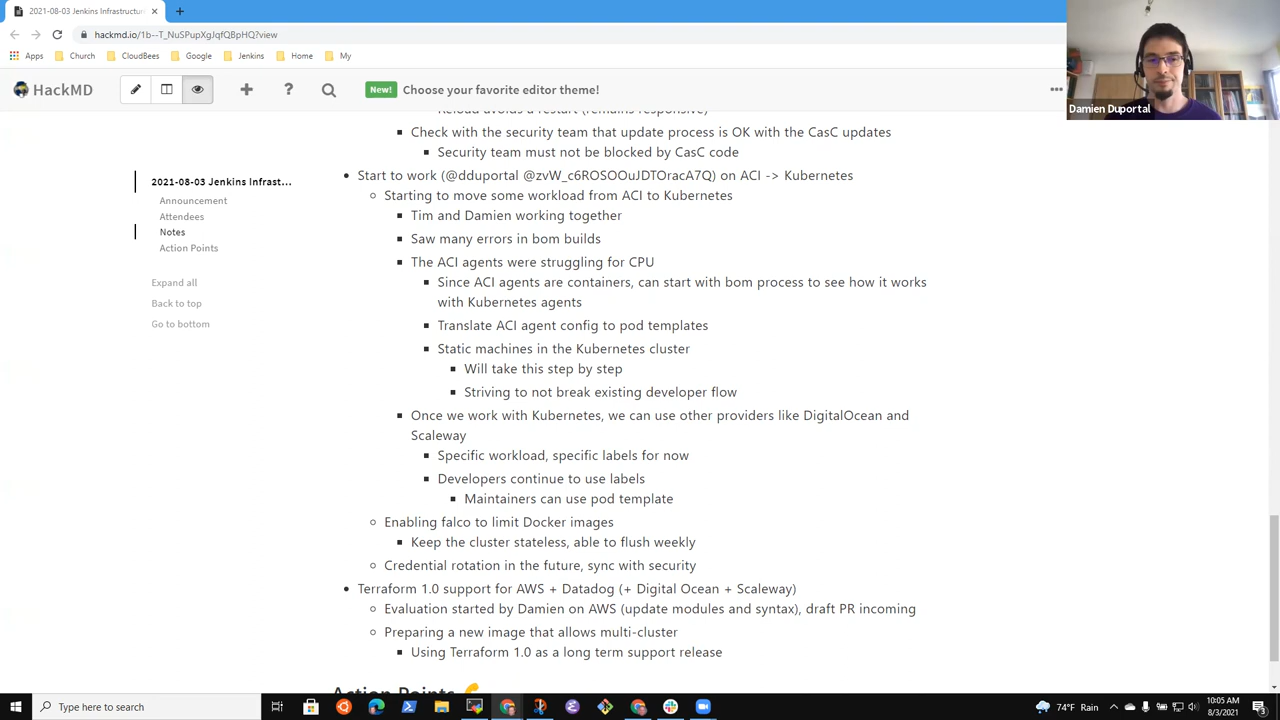 2021-08-03 Jenkins Infrastructur
hackmd.io/1b--T_NuSPupXgJqfQBpHQ?view
Apps Church CloudBees Google Jenkins Home My
HackMD
New! Choose your favorite editor theme!
Damien Duportal
Reload avoids a restart (remains responsive)
Check with the security team that update process is OK with the CasC updates
Security team must not be blocked by CasC code
2021-08-03 Jenkins Infrast...
Announcement
Attendees
Notes
Action Points
Expall all
Back to top
Go to bottom
Start to work (@dduportal @zvW_c6ROSOOuJDTOracA7Q) on ACI -> Kubernetes
Starting to move some workload from ACI to Kubernetes
Tim and Damien working together
Saw many errors in bom builds
The ACI agents were struggling for CPU
Since ACI agents are containers, can start with bom process to see how it works
with Kubernetes agents
Translate ACI agent config to pod templates
Static machines in the Kubernetes cluster
Will take this step by step
Striving to not break existing developer flow
Once we work with Kubernetes, we can use other providers like DigitalOcean and
Scaleway
Specific workload, specific labels for now
Developers continue to use labels
Maintainers can use pod template
Enabling falco to limit Docker images
Keep the cluster stateless, able to flush weekly
Credential rotation in the future, sync with security
Terraform 1.0 support for AWS + Datadog (+ Digital Ocean + Scaleway)
Evaluation started by Damien on AWS (update modules and syntax), draft PR incoming
Preparing a new image that allows multi-cluster
Using Terraform 1.0 as a long term support release
Action Points
Type here to search
74°F Rain
10:05 AM
8/3/2021
3